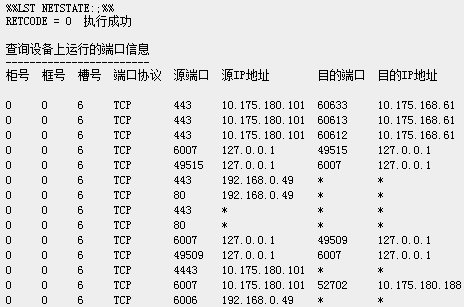 %%LST NETSTATE:;%%
RETCODE = 0 执行成功
查询设备上运行的端口信息
------------------------
柜号 框号 槽号 端口协议 源端口 源IP地址 目的端口 目的IP地址
0 0 6 TCP 443 10.175.180.101 60633 10.175.168.61
0 0 6 TCP 443 10.175.180.101 60613 10.175.168.61
0 0 6 TCP 443 10.175.180.101 60612 10.175.168.61
0 0 6 TCP 6007 127.0.0.1 49515 127.0.0.1
0 0 6 TCP 49515 127.0.0.1 6007 127.0.0.1
0 0 6 TCP 443 192.168.0.49 * *
0 0 6 TCP 80 192.168.0.49 * *
0 0 6 TCP 443 * * *
0 0 6 TCP 80 * * *
0 0 6 TCP 6007 127.0.0.1 49509 127.0.0.1
0 0 6 TCP 49509 127.0.0.1 6007 127.0.0.1
0 0 6 TCP 4443 10.175.180.101 * *
0 0 6 TCP 6007 10.175.180.101 52702 10.175.180.188
0 0 6 TCP 6006 192.168.0.49 * *